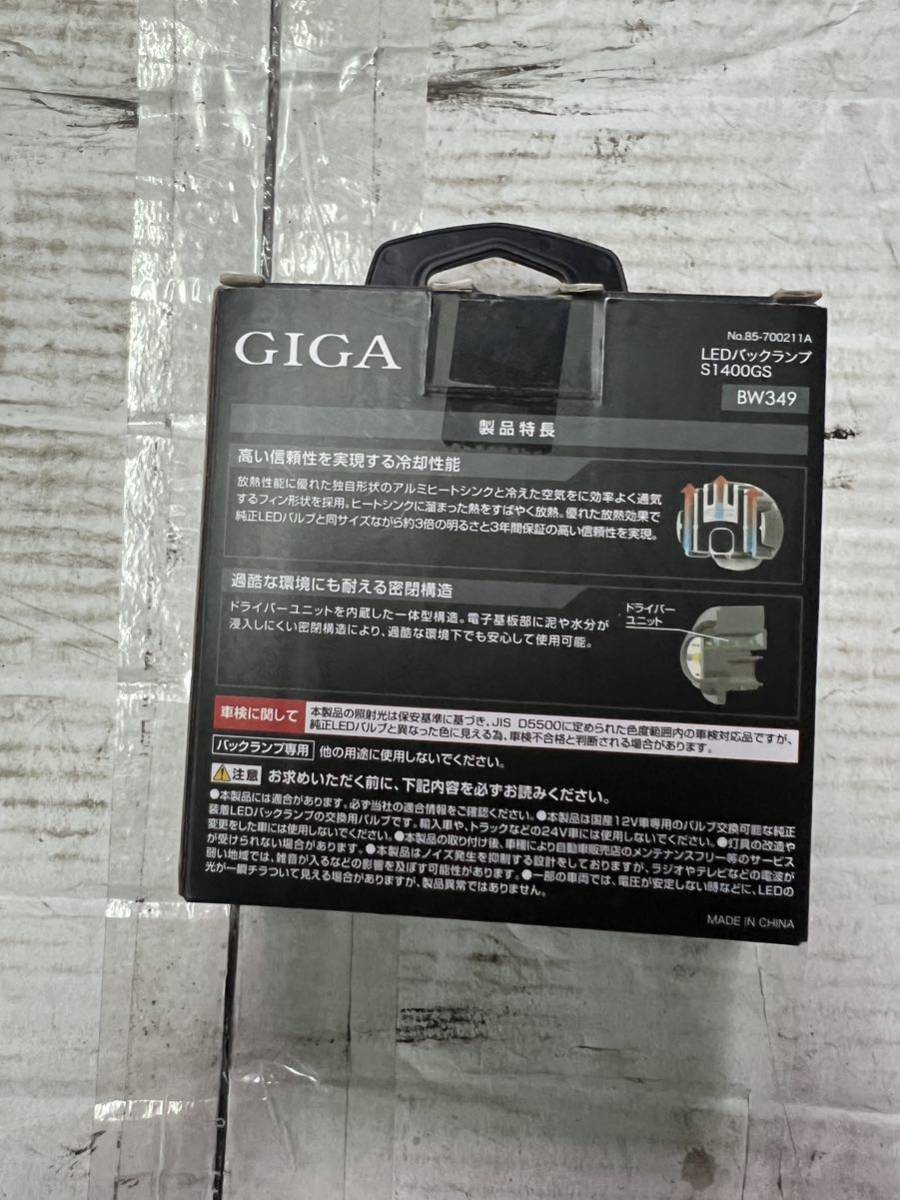 GIGA
No.85-700211A
LEDバックランプ
S1400GS
BW349
製品特長
高い信頼性を実現する冷却性能
放熱性能に優れた独自形状のアルミヒートシンクと冷えた空気をに効率よく通気
するフィン形状を採用。ヒートシンクに溜まった熱をすばやく放熱。優れた放熱効果で
純正LEDバルブと同サイズながら約3倍の明るさと3年間保証の高い信頼性を実現。
過酷な環境にも耐える密閉構造
ドライバーユニットを内蔵した一体型構造。電子基板部に泥や水分が
浸入しにくい密閉構造により、過酷な環境下でも安心して使用可能。
ドライバー
ユニット
車検に関して
本製品の照射光は保安基準に基づき、JIS D5500に定められた色度範囲内の車検対応品ですが、
純正LEDバルブと異なった色に見える為、車検不合格と判断される場合があります。
バックランプ専用 他の用途に使用しないでください。
注意 お求めいただく前に、下記内容を必ずお読みください。
●本製品には適合があります。必ず当社の適合情報をご確認ください。●本製品は国産12V車専用のバルブ交換可能な純正
装着LEDバックランプの交換用バルブです。輸入車や、トラックなどの24V車には使用しないでください。●灯具の改造や
変更をした車には使用しないでください。●本製品の取り付け後、車種により自動車販売店のメンテナンスフリー等のサービス
が受けられない場合があります。●本製品はノイズ発生を抑制する設計をしておりますが、ラジオやテレビなどの電波が
弱い地域では、雑音が入るなどの影響を及ぼす可能性があります。●一部の車両では、電圧が安定しない時などに、LEDの
光が一瞬チラついて見える場合がありますが、製品異常ではありません。
MADE IN CHINA